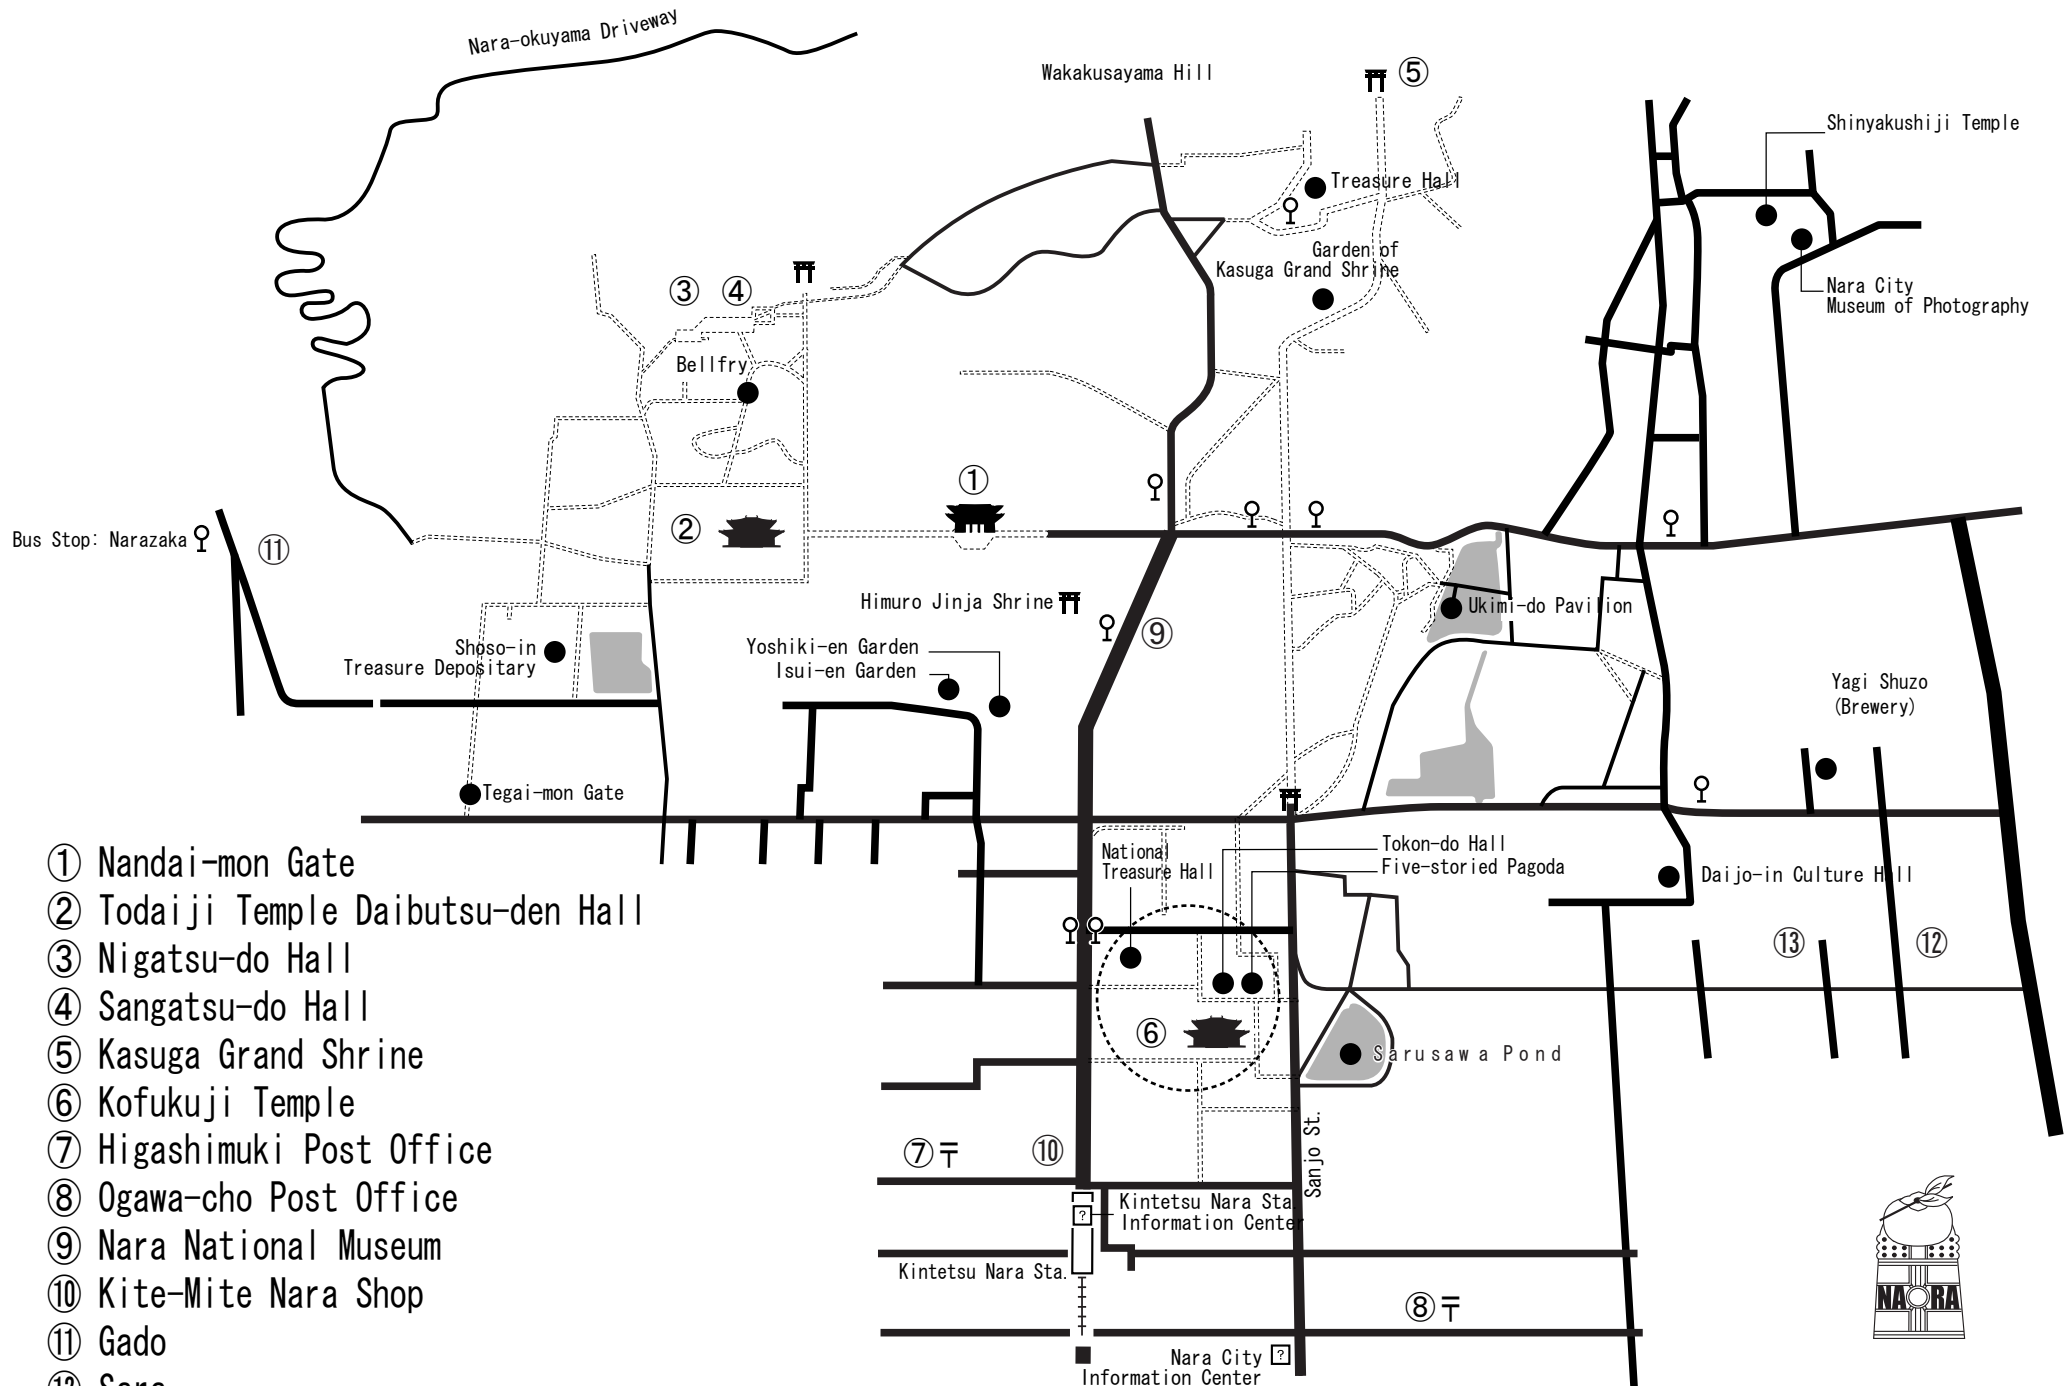 Nara-okuyama Driveway
Wakakusayama Hill
⑤
Shinyakushiji Temple
Treasure Hall
Garden of
Kasuga Grand Shrine
③
④
Nara City
Museum of Photography
Bellfry
①
②
Bus Stop: Narazaka
⑪
Himuro Jinja Shrine
⑨
Ukimi-do Pavilion
Shoso-in
Treasure Depositary
Yoshiki-en Garden
Isui-en Garden
Yagi Shuzo
(Brewery)
Tegai-mon Gate
National
Treasure Hall
Tokon-do Hall
Five-storied Pagoda
Daijo-in Culture Hall
⑬
⑫
⑥
Sarusawa Pond
Sanjo St.
⑦〒
⑩
Kintetsu Nara Sta.
Information Center
?
Kintetsu Nara Sta.
⑧〒
Nara City
Information Center
?
NARA
① Nandai-mon Gate
② Todaiji Temple Daibutsu-den Hall
③ Nigatsu-do Hall
④ Sangatsu-do Hall
⑤ Kasuga Grand Shrine
⑥ Kofukuji Temple
⑦ Higashimuki Post Office
⑧ Ogawa-cho Post Office
⑨ Nara National Museum
⑩ Kite-Mite Nara Shop
⑪ Gado